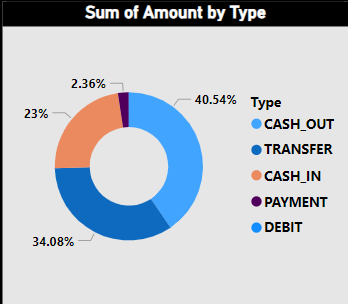 Sum of Amount by Type
2.36%
40.54%
23%
34.08%
Type
CASH_OUT
TRANSFER
CASH_IN
PAYMENT
DEBIT